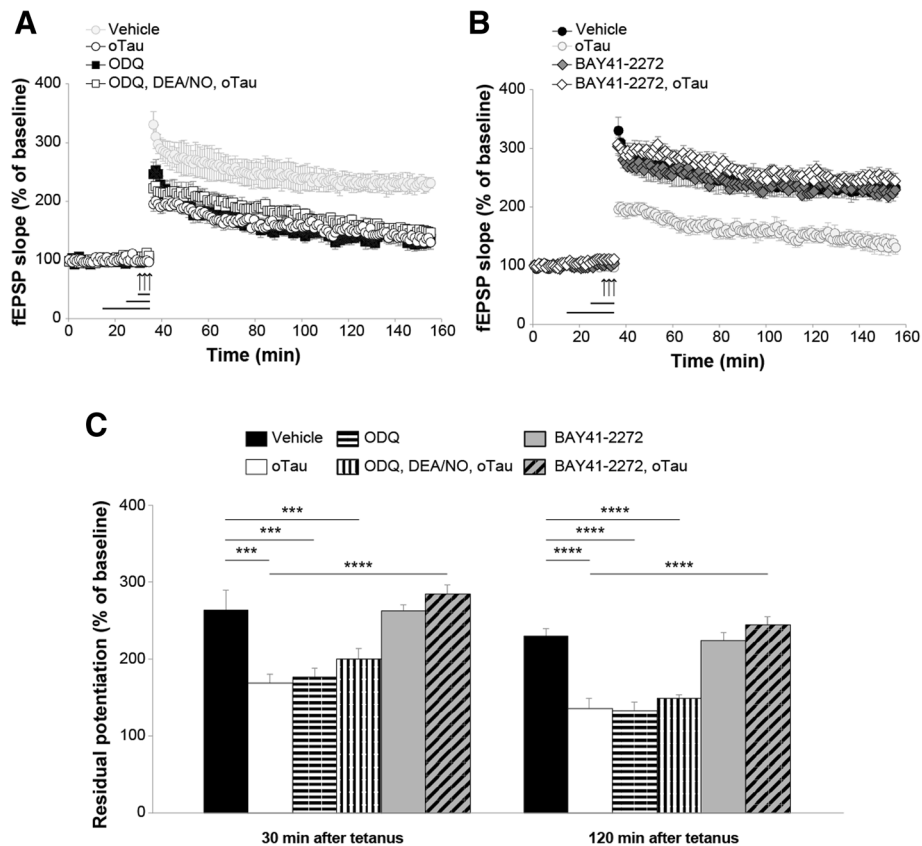 A
Vehicle
oTau
ODQ
ODQ, DEA/NO, oTau
fEPSP slope (% of baseline)
400
300
200
100
0
0 20 40 60 80 100 120 140 160
Time (min)
B
Vehicle
oTau
BAY41-2272
BAY41-2272, oTau
fEPSP slope (% of baseline)
400
300
200
100
0
0 20 40 60 80 100 120 140 160
Time (min)
C
Vehicle ODQ BAY41-2272
oTau ODQ, DEA/NO, oTau BAY41-2272, oTau
Residual potentiation (% of baseline)
400
300
200
100
0
*** ****
*** ****
*** ****
**** ****
30 min after tetanus 120 min after tetanus